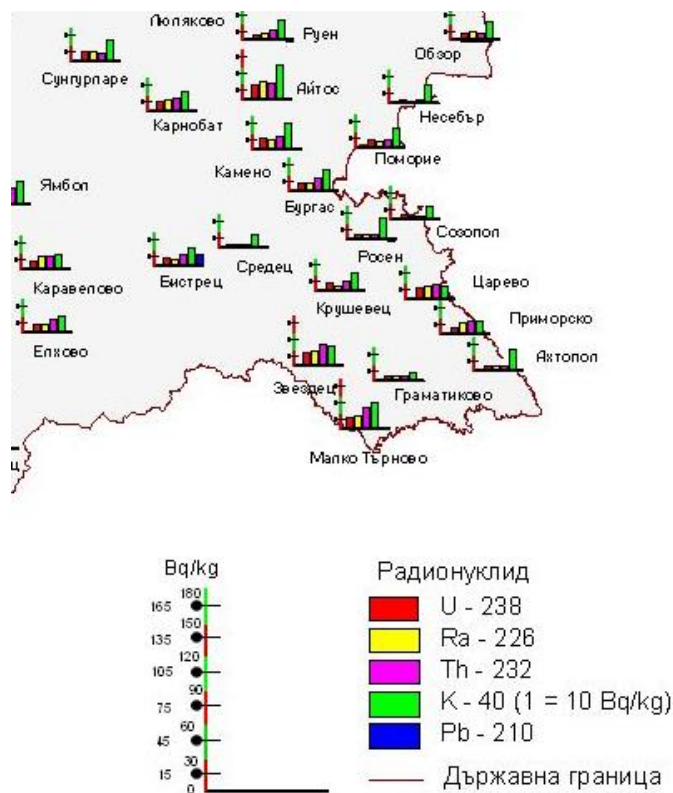 Люляково
Руен
Обзор
Сунгурларе
Айтос
Карнобат
Несебър
Камено
Поморие
Ямбол
Бургас
Созопол
Средец
Росен
Каравелово
Бистрец
Царево
Крушевец
Приморско
Елхово
Ахтопол
Звездец
Граматиково
Малко Търново
ц
Bq/kg
180
165
150
135
120
105
90
75
60
45
30
15
0
Радионуклид
U - 238
Ra - 226
Th - 232
K - 40 (1 = 10 Bq/kg)
Pb - 210
Държавна граница